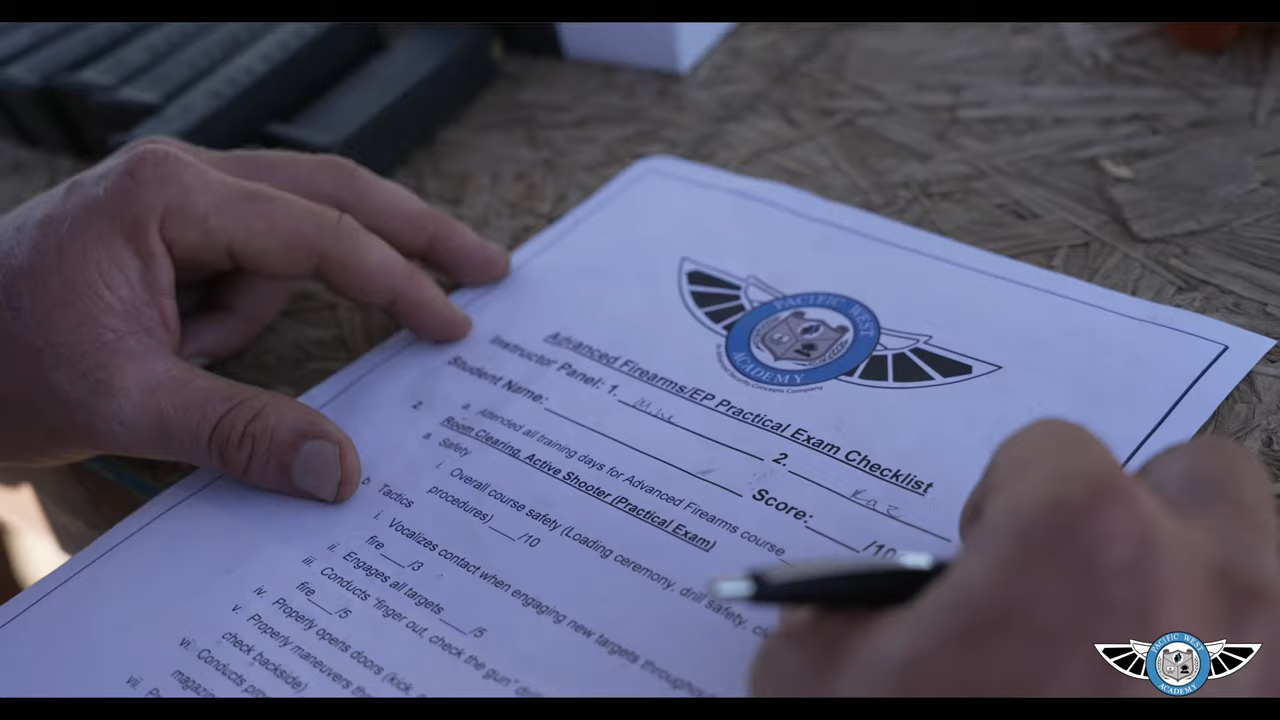 PACIFIC WEST
ACADEMY
Advanced Firearms/EP Practical Exam Checklist
Instructor Panel: 1. 2. Kaz
Student Name: Score: /10
a. Attended all training days for Advanced Firearms course
2. Room Clearing, Active Shooter (Practical Exam)
a. Safety
i. Overall course safety (Loading ceremony, drill safety,
procedures) /10
b Tactics
i. Vocalizes contact when engaging new targets
fire /3
ii. Engages all targets /5
iii. Conducts "finger out, check the gun"
fire /5
iv. Properly opens doors (kick,
v. Properly maneuvers
check backside)
vi. Conducts
vii.
PACIFIC WEST
ACADEMY